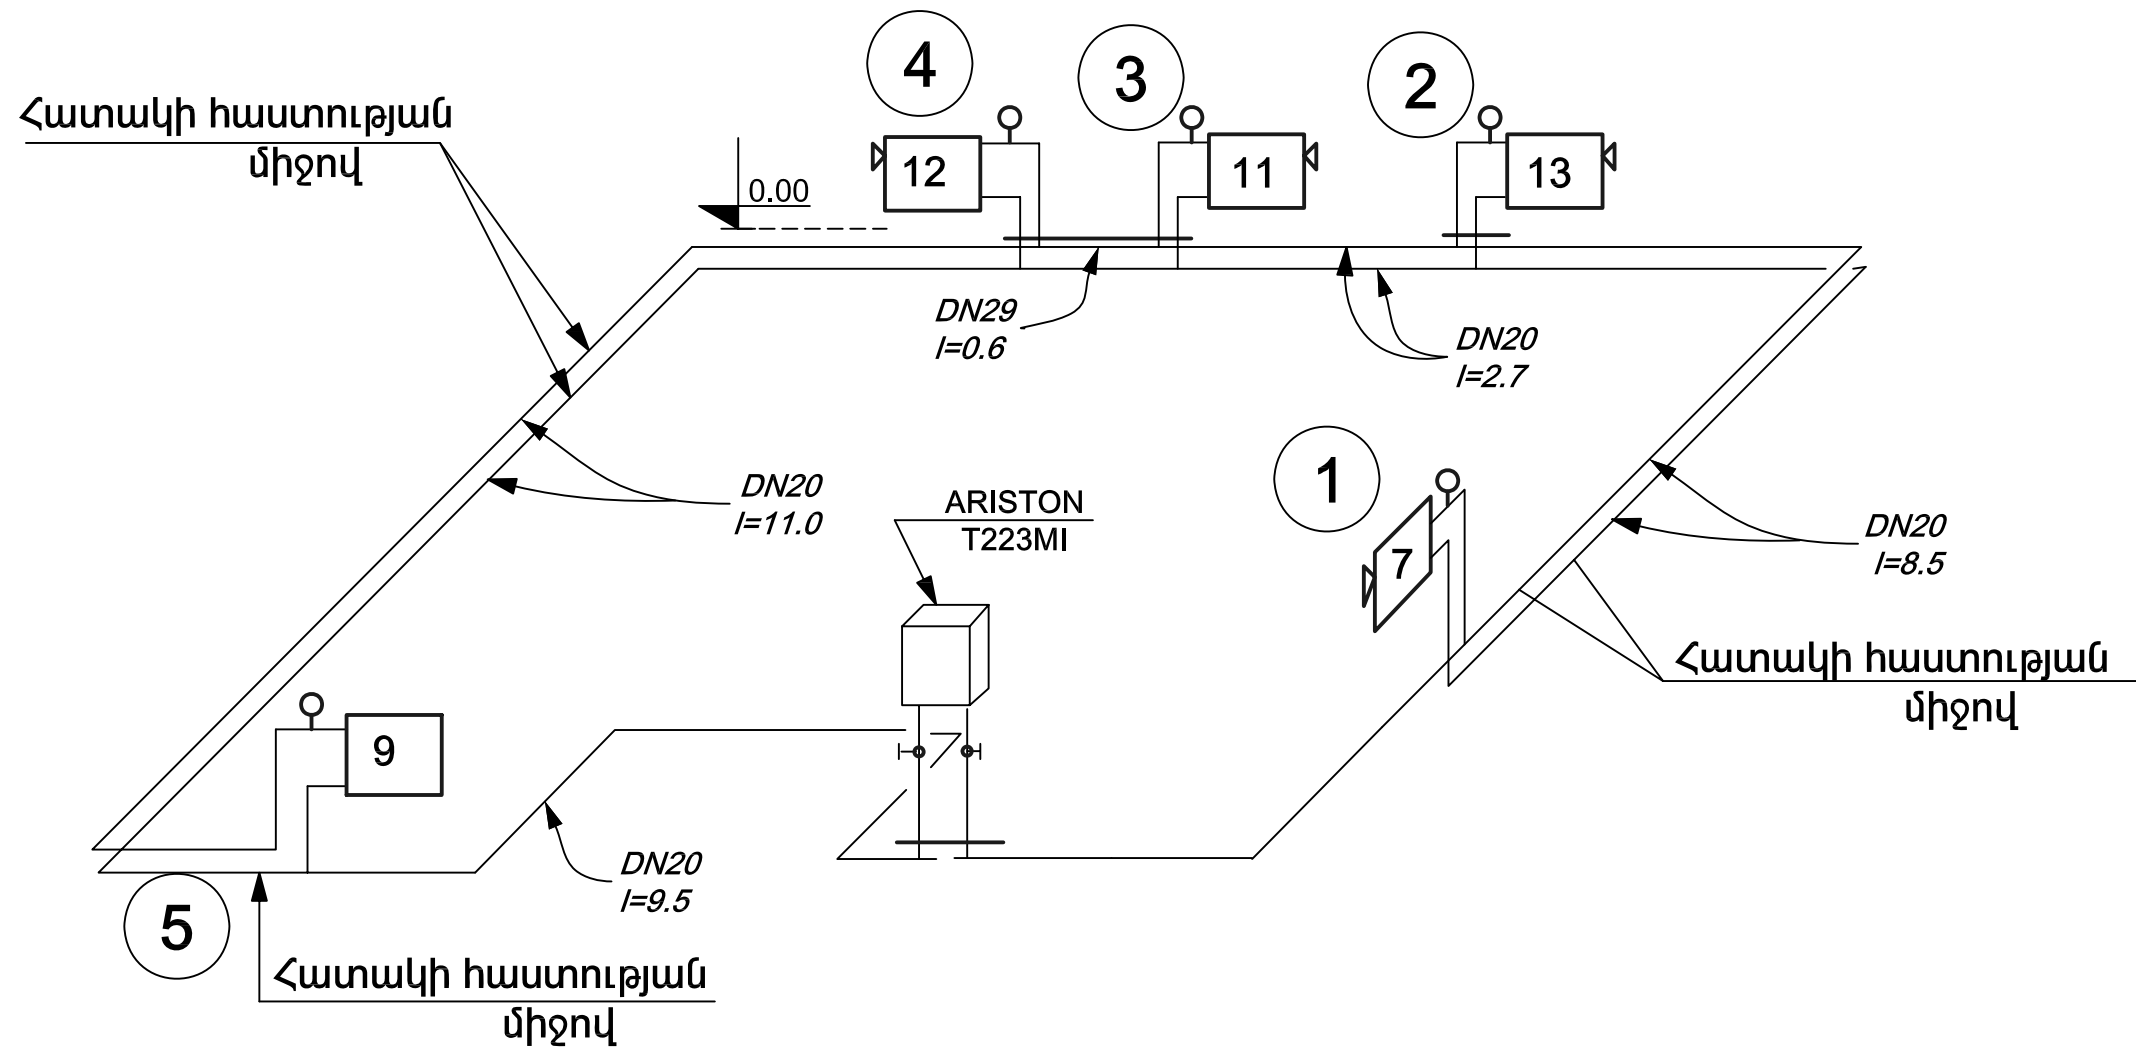 4
3
2
Հատակի հաստության
միջով
12
11
13
0.00
DN29
l=0.6
DN20
l=2.7
1
DN20
l=11.0
ARISTON
T223MI
7
DN20
l=8.5
Հատակի հաստության
միջով
9
DN20
l=9.5
5
Հատակի հաստության
միջով